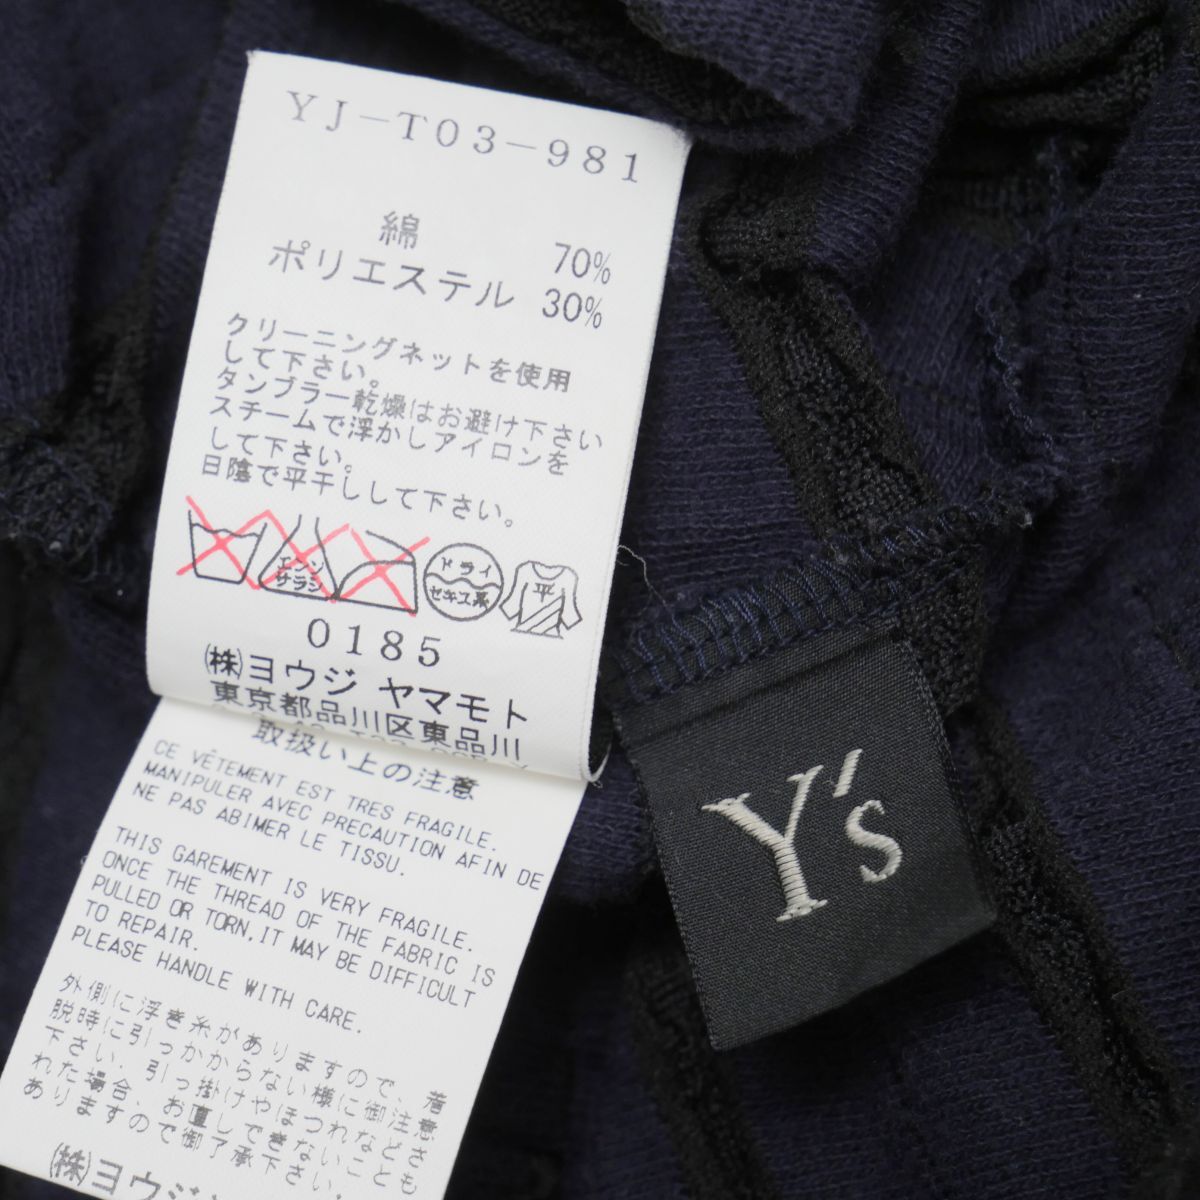 YJ-T03-981
綿 70%
ポリエステル 30%
クリーニングネットを使用
して下さい。
タンブラー乾燥はお避け下さい
スチームで浮かしアイロンを
して下さい。
日陰で平干しして下さい。
エンソ
サラシ
ドライ
セキユ系
平
0185
(株)ヨウジ ヤマモト
東京都品川区東品川
取扱い上の注意
CE VÊTEMENT EST TRES FRAGILE.
MANIPULER AVEC PRECAUTION AFIN DE
NE PAS ABIMER LE TISSU.
THIS GAREMENT IS VERY FRAGILE.
ONCE THE THREAD OF THE FABRIC IS
PULLED OR TORN,IT MAY BE DIFFICULT
TO REPAIR.
PLEASE HANDLE WITH CARE.
外側に浮き糸がありますので、着
脱時に引っかからない様に御注意
下さい.引っ掛けやほつれなどさ
れた場合、お直しできないことも
ありますので御了承下さい。
(株)ヨウジ
Y's